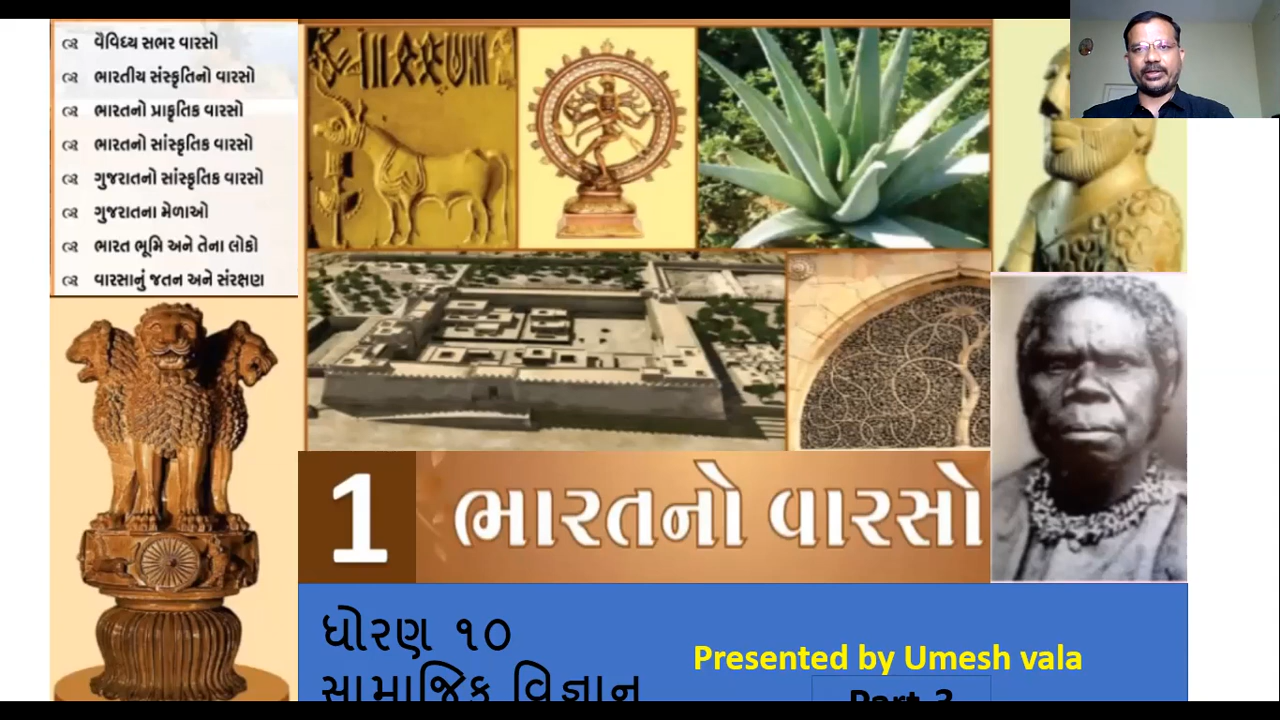 વૈવિધ્ય સભર વારસો
ભારતીય સંસ્કૃતિનો વારસો
ભારતનો પ્રાકૃતિક વારસો
ભારતનો સાંસ્કૃતિક વારસો
ગુજરાતનો સાંસ્કૃતિક વારસો
ગુજરાતના મેળાઓ
ભારત ભૂમિ અને તેના લોકો
વારસાનું જતન અને સંરક્ષણ
1 ભારતનો વારસો
ધોરણ ૧૦
સામાજિક વિજ્ઞાન
Presented by Umesh vala